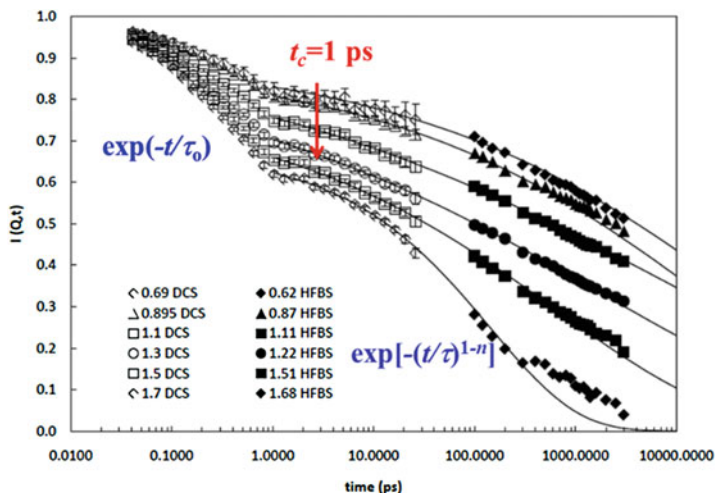 1.0
0.9
0.8
0.7
0.6
0.5
0.4
0.3
0.2
0.1
0.0
I (Q,t)
t_c=1 ps
exp(-t/τ_o)
exp[-(t/τ)^{1-n}]
0.69 DCS
0.895 DCS
1.1 DCS
1.3 DCS
1.5 DCS
1.7 DCS
0.62 HFBS
0.87 HFBS
1.11 HFBS
1.22 HFBS
1.51 HFBS
1.68 HFBS
0.0100 0.1000 1.0000 10.0000 100.0000 1000.0000 10000.0000
time (ps)